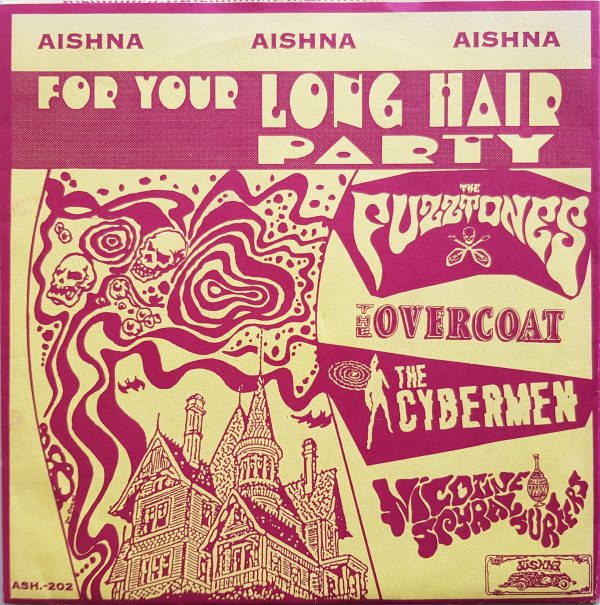 AISHNA AISHNA AISHNA
FOR YOUR LONG HAIR
PARTY
THE
FUZZTONES
THE OVERCOAT
THE
CYBERMEN
NICOTINE
SPYRAL SURFERS
AISHNA
ASH.-202